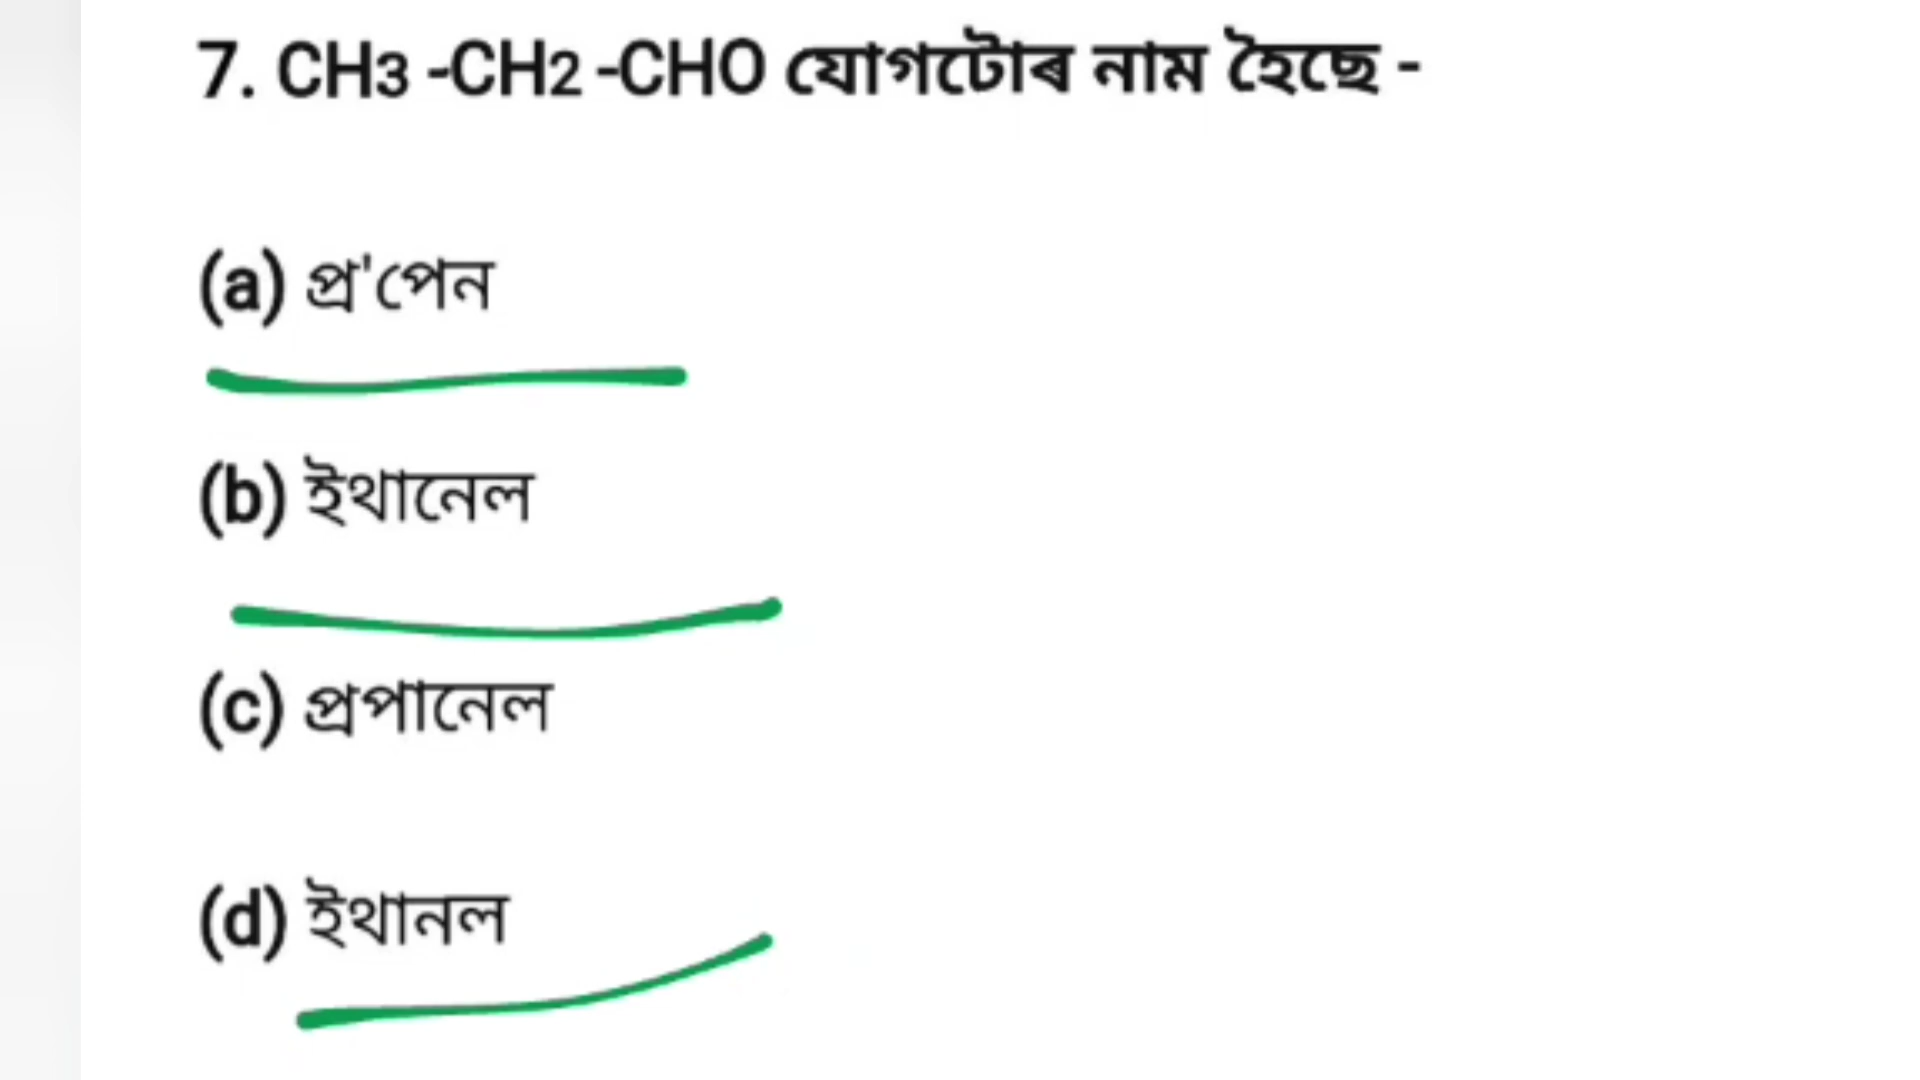 7. CH3 -CH2 -CHO যোগটোৰ নাম হৈছে -
(a) প্ৰ'পেন
(b) ইথানেল
(c) প্ৰপানেল
(d) ইথানল